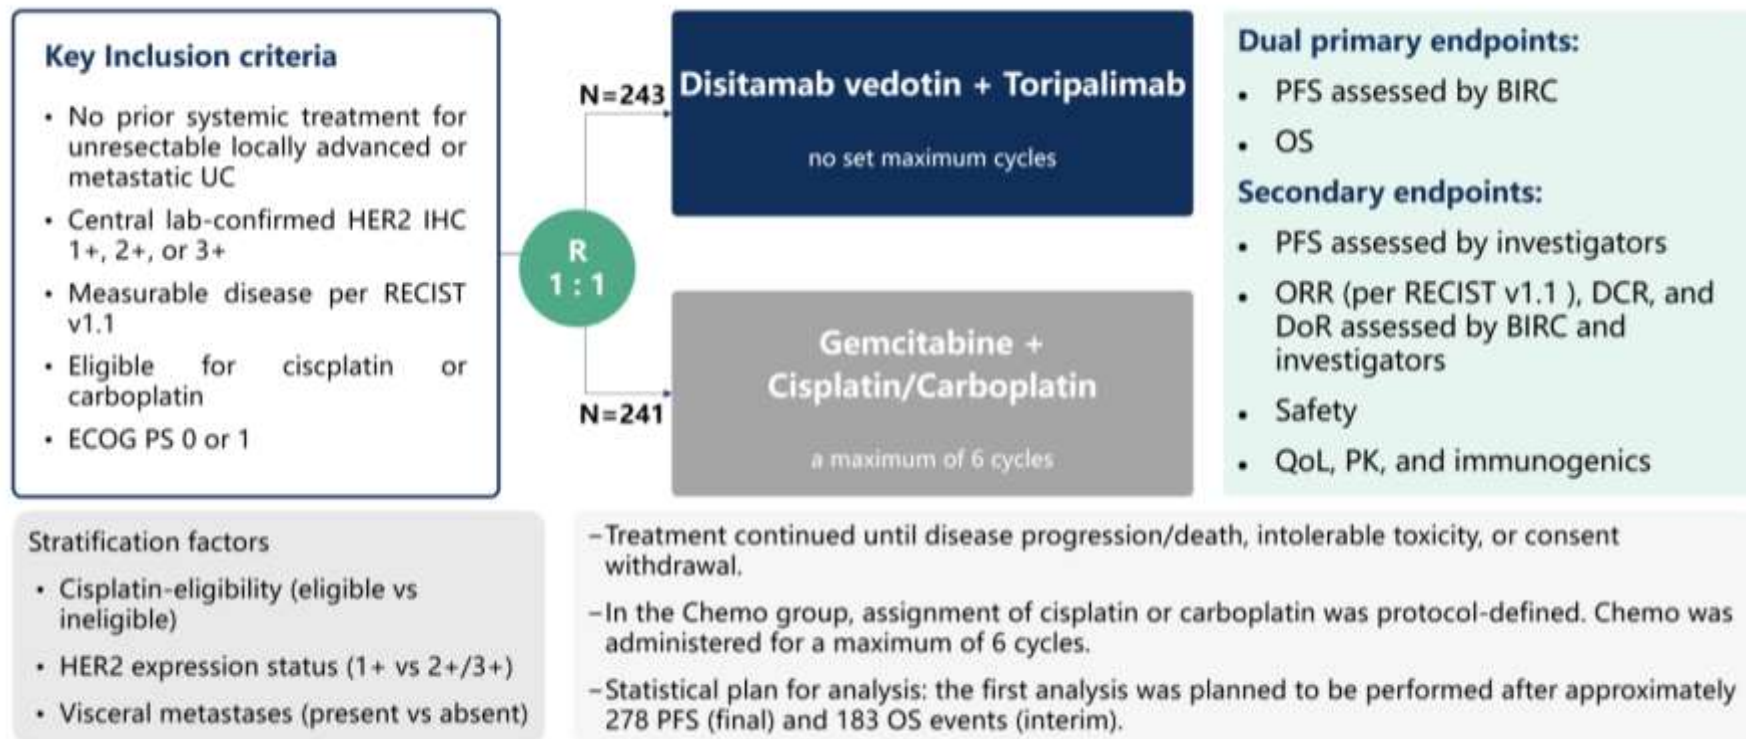 Key Inclusion criteria
• No prior systemic treatment for
unresectable locally advanced or
metastatic UC
• Central lab-confirmed HER2 IHC
1+, 2+, or 3+
• Measurable disease per RECIST
v1.1
• Eligible for ciscplatin or
carboplatin
• ECOG PS 0 or 1
R
1 : 1
N=243
Disitamab vedotin + Toripalimab
no set maximum cycles
N=241
Gemcitabine +
Cisplatin/Carboplatin
a maximum of 6 cycles
Dual primary endpoints:
• PFS assessed by BIRC
• OS
Secondary endpoints:
• PFS assessed by investigators
• ORR (per RECIST v1.1 ), DCR, and
DoR assessed by BIRC and
investigators
• Safety
• QoL, PK, and immunogenics
Stratification factors
• Cisplatin-eligibility (eligible vs
ineligible)
• HER2 expression status (1+ vs 2+/3+)
• Visceral metastases (present vs absent)
–Treatment continued until disease progression/death, intolerable toxicity, or consent
withdrawal.
–In the Chemo group, assignment of cisplatin or carboplatin was protocol-defined. Chemo was
administered for a maximum of 6 cycles.
–Statistical plan for analysis: the first analysis was planned to be performed after approximately
278 PFS (final) and 183 OS events (interim).